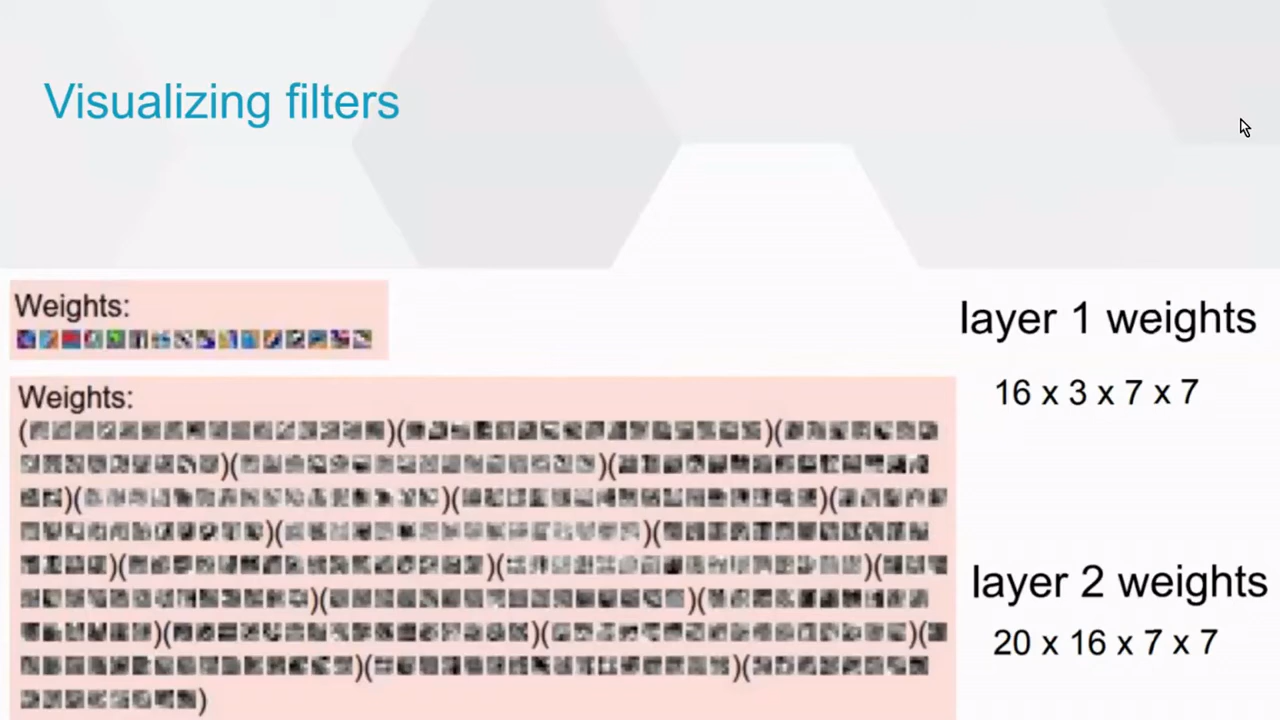 Visualizing filters
Weights:
layer 1 weights
16 x 3 x 7 x 7
Weights:
( )( )(
)( )(
)( )( )(
)( )(
)( )( )(
)( )(
)( )( )(
)( )(
)
layer 2 weights
20 x 16 x 7 x 7